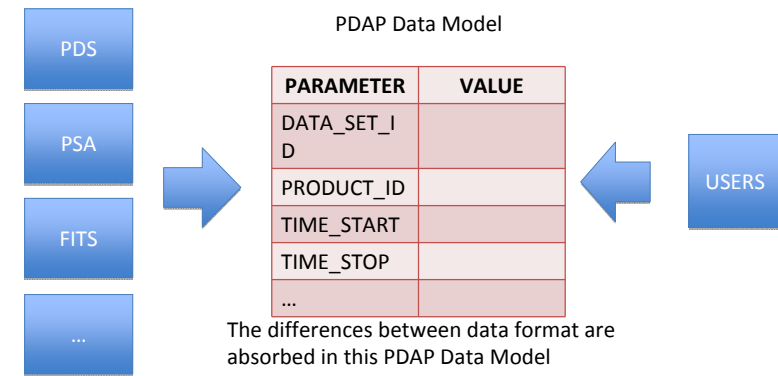 PDAP Data Model
PDS
PSA
FITS
…
PARAMETER VALUE
DATA_SET_I
D
PRODUCT_ID
TIME_START
TIME_STOP
…
USERS
The differences between data format are
absorbed in this PDAP Data Model